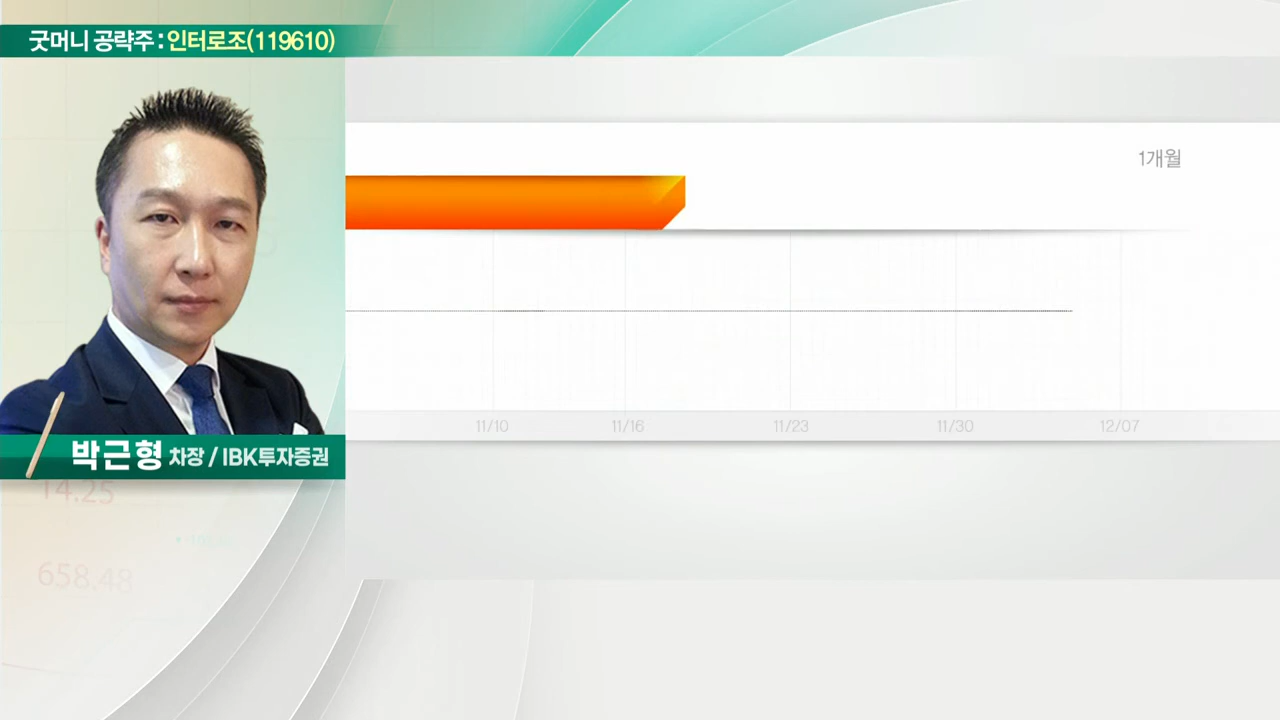 굿머니 공략주 : 인터로조(119610)
1개월
11/10 11/16 11/23 11/30 12/07
박근형 차장 / IBK투자증권
14.25
658.48